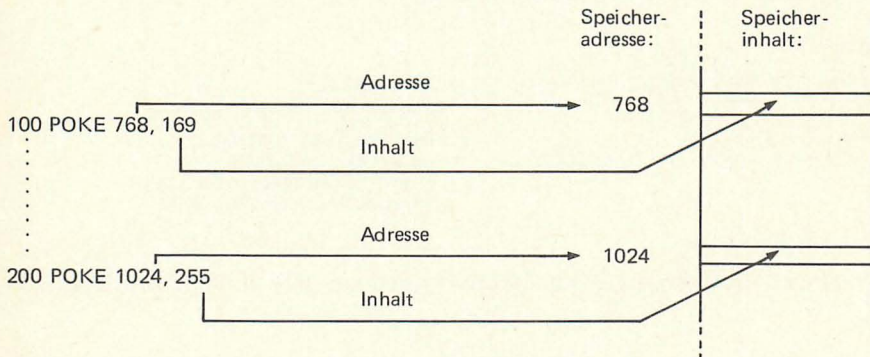 Speicher-
adresse:
Speicher-
inhalt:
Adresse
768
100 POKE 768, 169
Inhalt
Adresse
1024
200 POKE 1024, 255
Inhalt